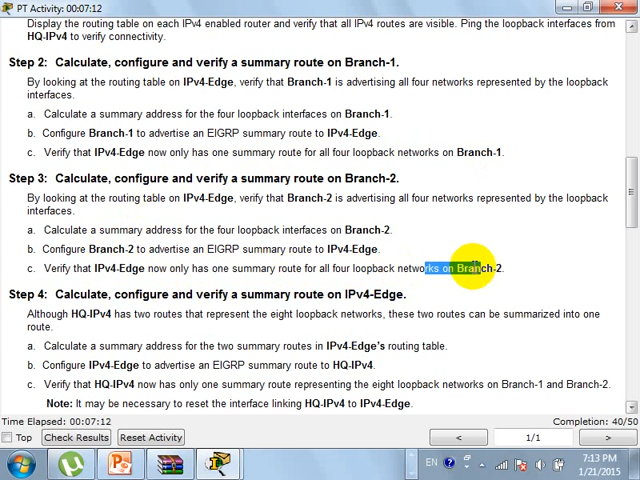 PT Activity: 00:07:12
Display the routing table on each IPv4 enabled router and verify that all IPv4 routes are visible. Ping the loopback interfaces from
HQ-IPv4 to verify connectivity.
Step 2: Calculate, configure and verify a summary route on Branch-1.
By looking at the routing table on IPv4-Edge, verify that Branch-1 is advertising all four networks represented by the loopback
interfaces.
a. Calculate a summary address for the four loopback interfaces on Branch-1.
b. Configure Branch-1 to advertise an EIGRP summary route to IPv4-Edge.
c. Verify that IPv4-Edge now only has one summary route for all four loopback networks on Branch-1.
Step 3: Calculate, configure and verify a summary route on Branch-2.
By looking at the routing table on IPv4-Edge, verify that Branch-2 is advertising all four networks represented by the loopback
interfaces.
a. Calculate a summary address for the four loopback interfaces on Branch-2.
b. Configure Branch-2 to advertise an EIGRP summary route to IPv4-Edge.
c. Verify that IPv4-Edge now only has one summary route for all four loopback networks on Branch-2.
Step 4: Calculate, configure and verify a summary route on IPv4-Edge.
Although HQ-IPv4 has two routes that represent the eight loopback networks, these two routes can be summarized into one
route.
a. Calculate a summary address for the two summary routes in IPv4-Edge's routing table.
b. Configure IPv4-Edge to advertise an EIGRP summary route to HQ-IPv4.
c. Verify that HQ-IPv4 now has only one summary route representing the eight loopback networks on Branch-1 and Branch-2.
Note: It may be necessary to reset the interface linking HQ-IPv4 to IPv4-Edge.
Time Elapsed: 00:07:12 Completion: 40/50
Top Check Results Reset Activity < 1/1 >
EN 7:13 PM
1/21/2015